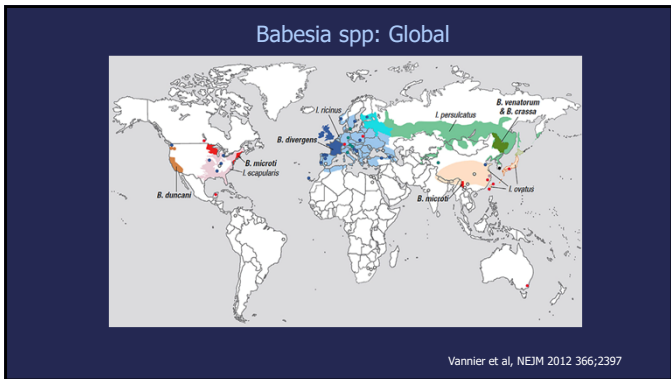 Babesia spp: Global
I. ricinus
B. venatorum
& B. crassa
I. persulcatus
B. divergens
B. microti
I. scapularis
B. duncani
B. microti
I. ovatus
Vannier et al, NEJM 2012 366;2397